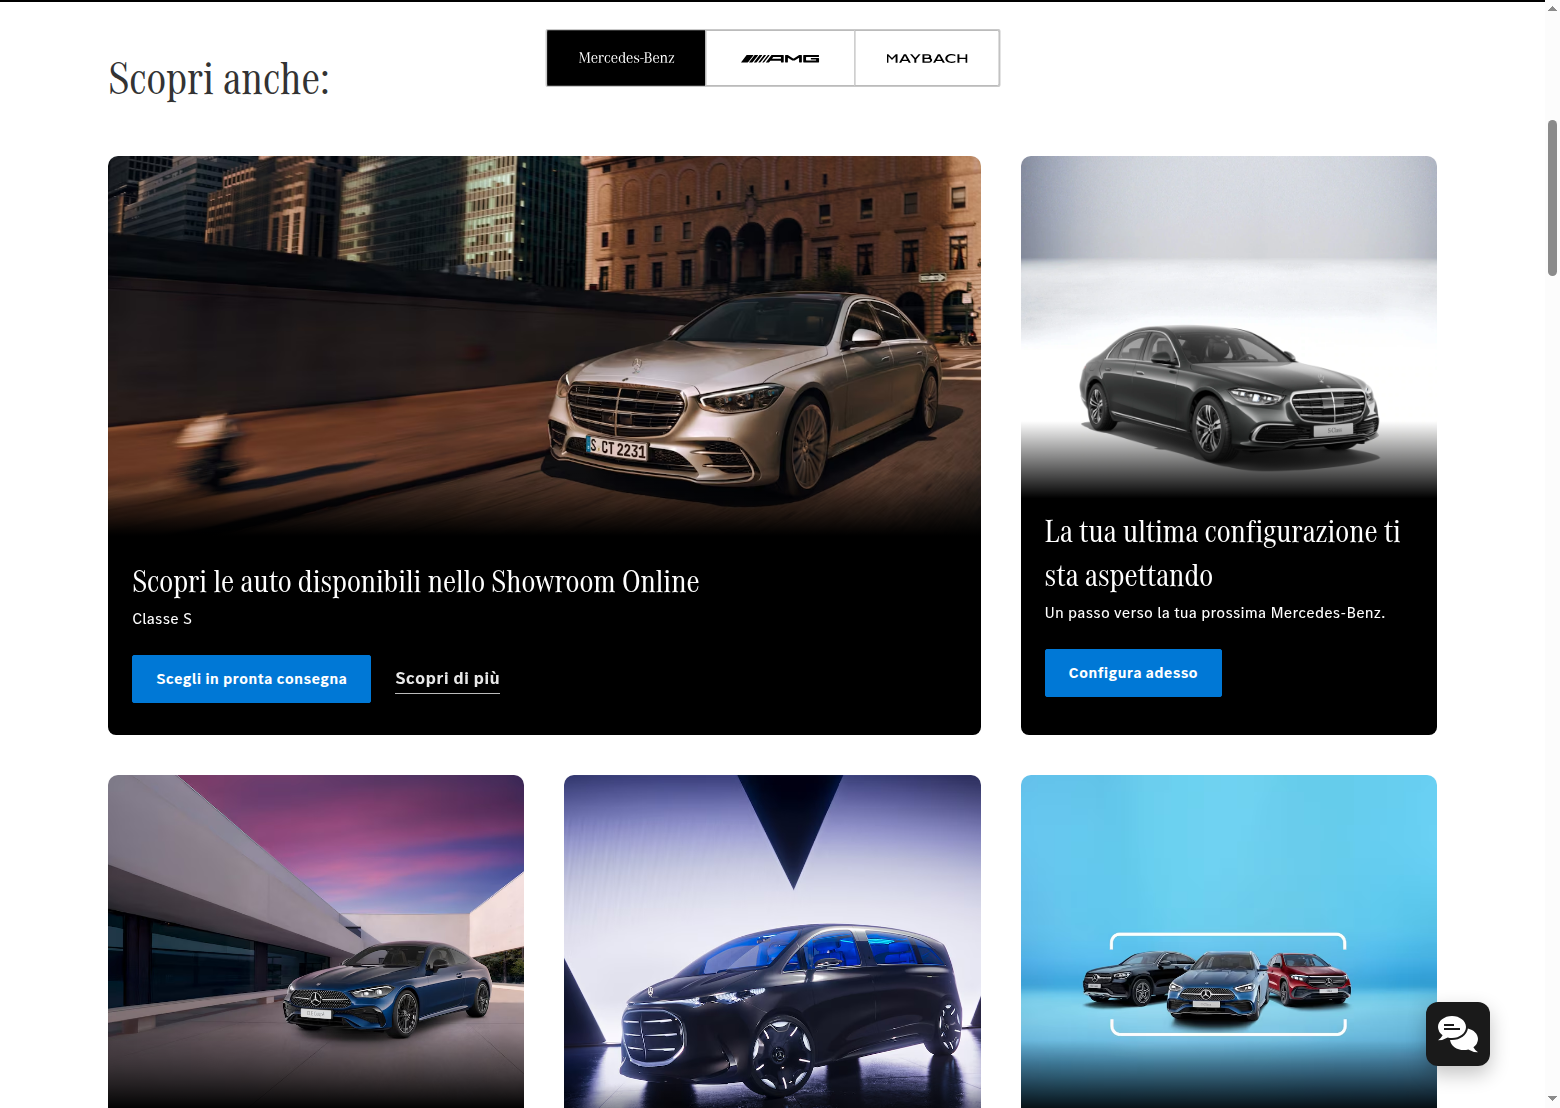 Scopri anche:
Mercedes-Benz
AMG
MAYBACH
S CT 2231
Scopri le auto disponibili nello Showroom Online
Classe S
Scegli in pronta consegna
Scopri di più
La tua ultima configurazione ti
sta aspettando
Un passo verso la tua prossima Mercedes-Benz.
Configura adesso